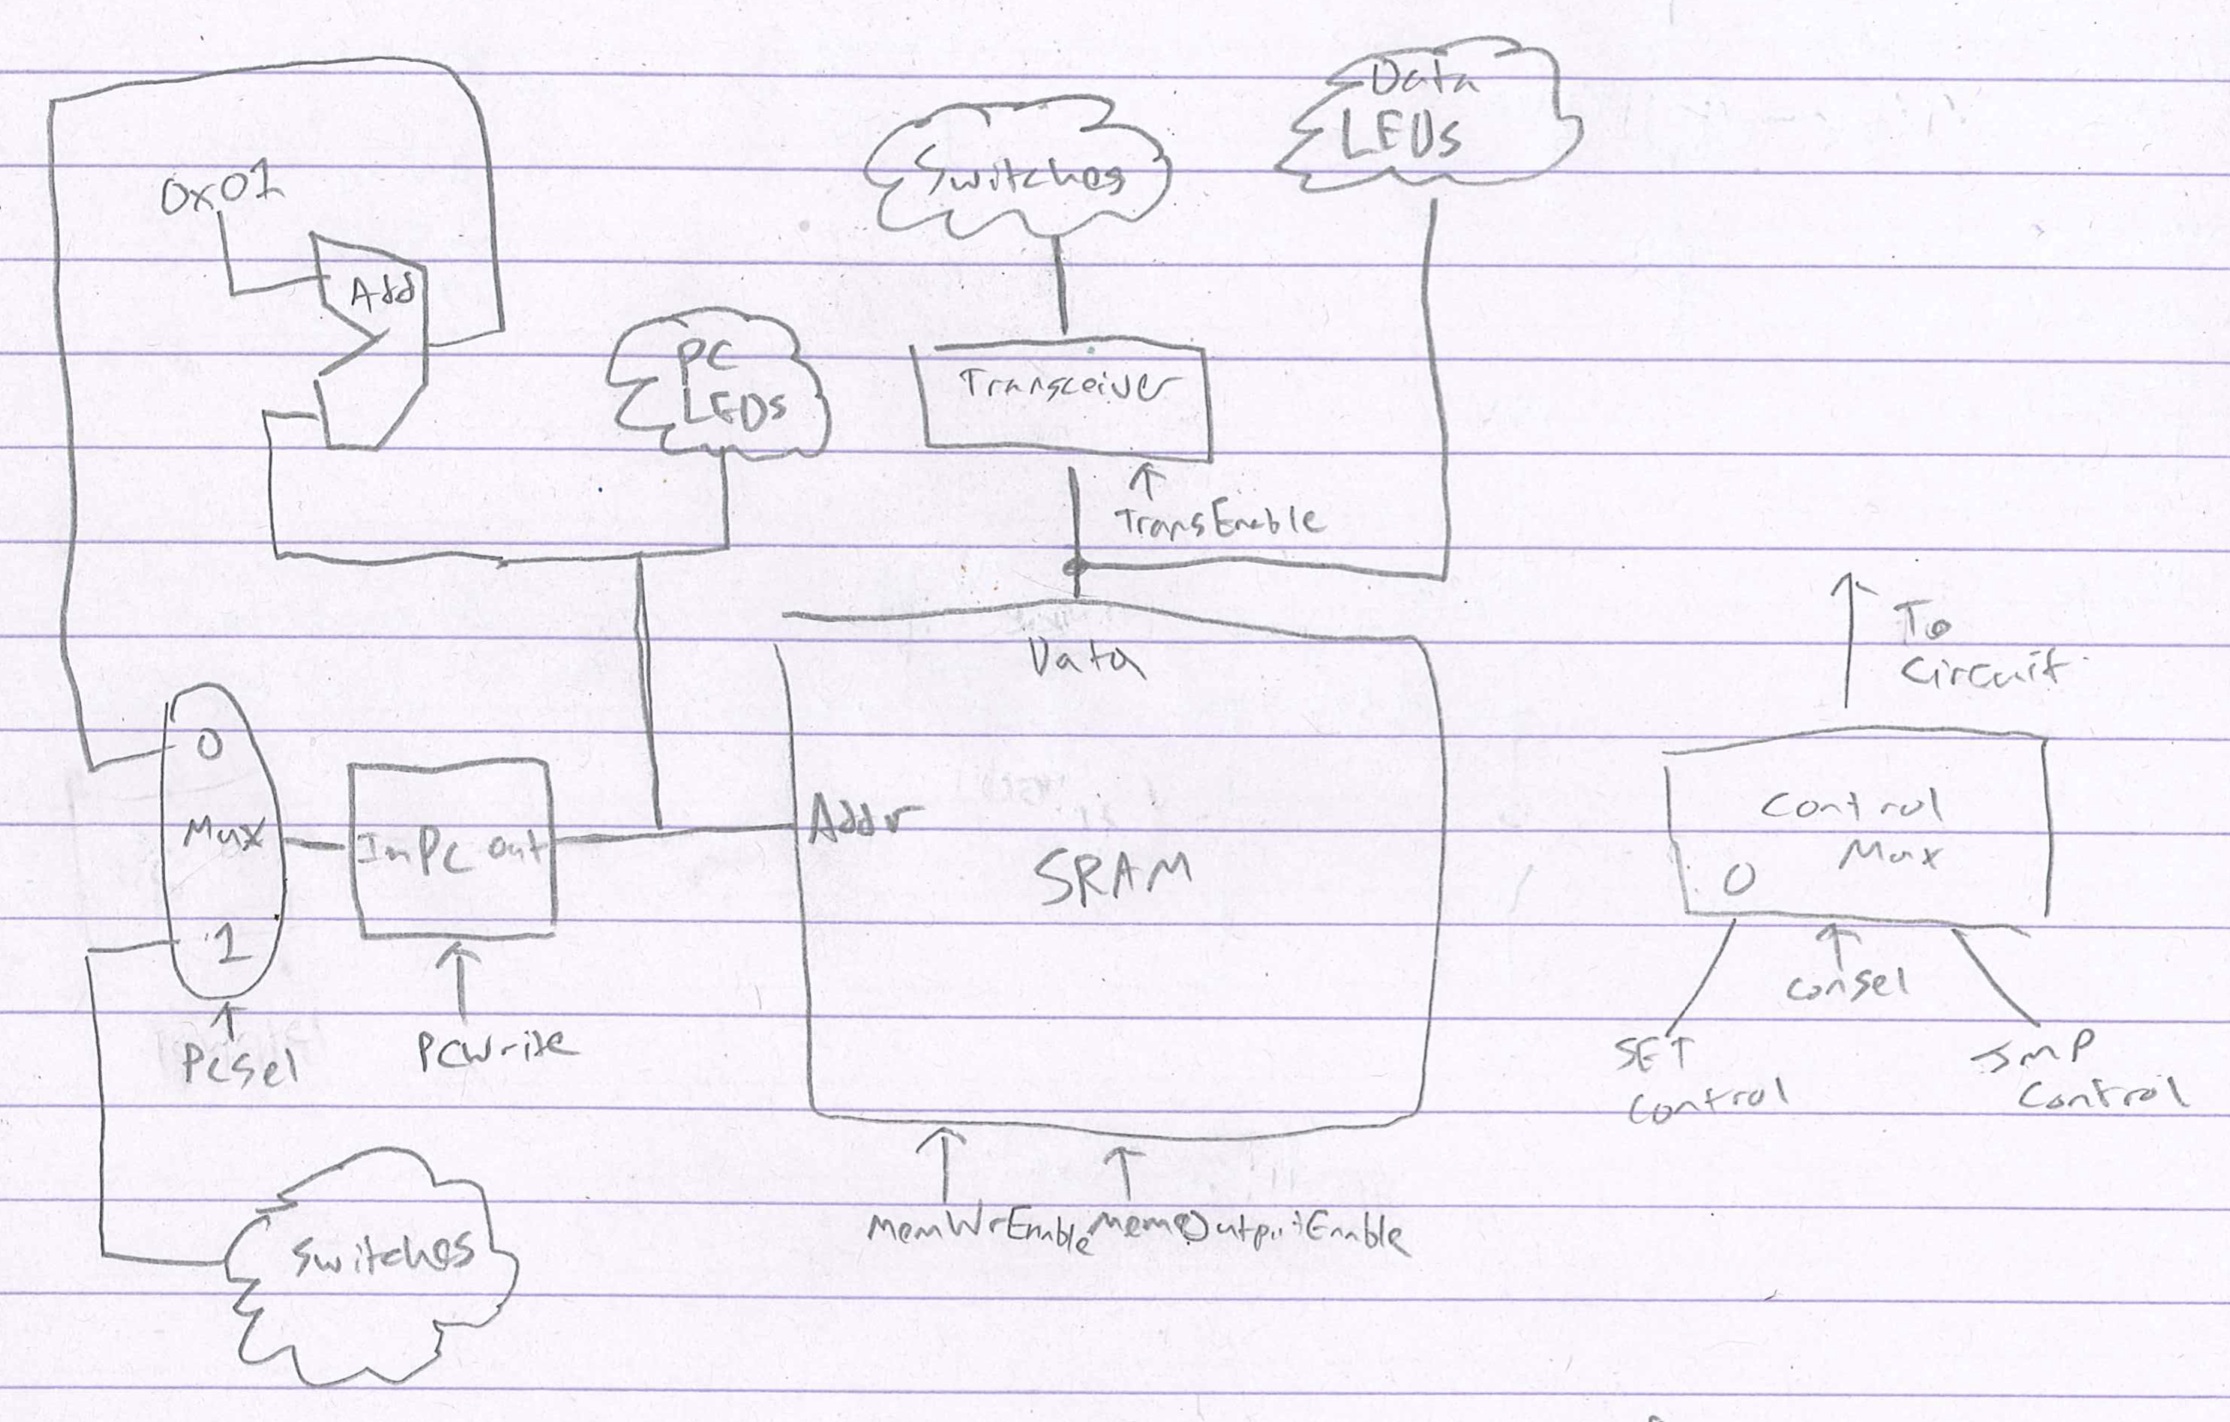 Data
LEDs
Switches
0x01
Add
PC
LEDs
Transceiver
TransEnable
To
Circuit
Data
0
Mux
1
In PC Out
Addr
SRAM
Control
Mux
0
PCSel
PCWrite
ConSel
SET
Control
JMP
Control
MemWrEnable MemOutputEnable
Switches